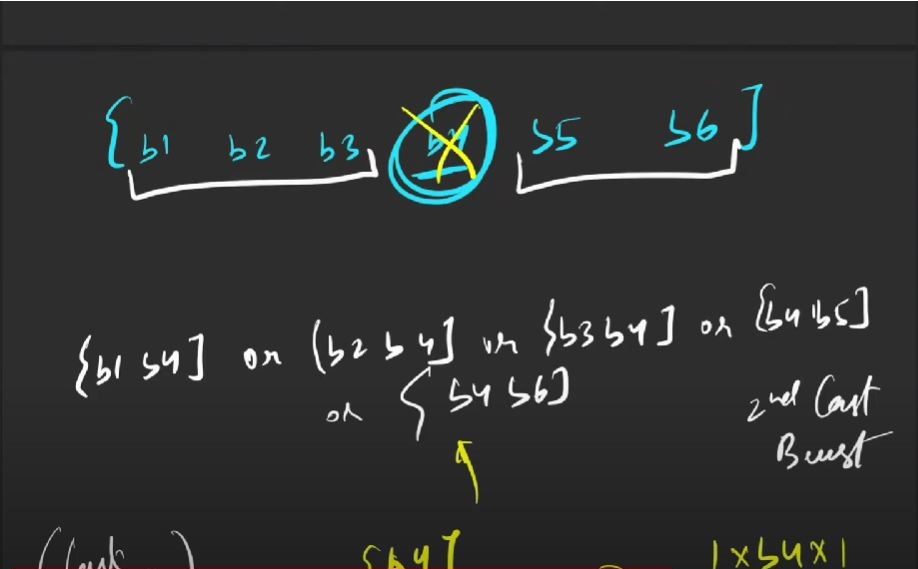 {b1 b2 b3 b4 b5 b6]
{b1 b4] or [b2 b4] or {b3 b4] or [b4 b5]
or { b4 b6]
2nd Last
Burst
(Last )
{b4] 1×b4×1